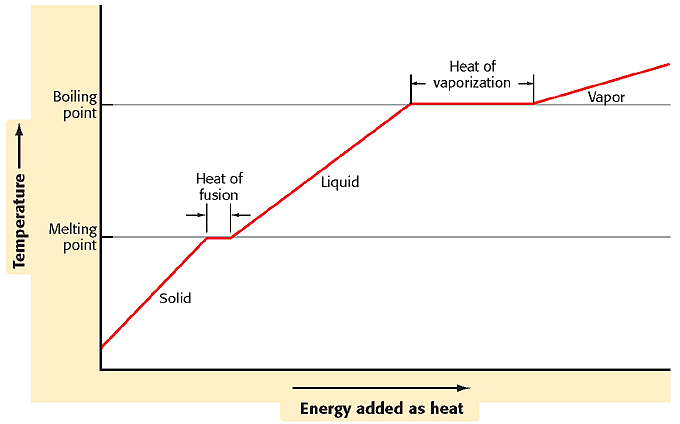 Heat of
vaporization
Boiling
point
Vapor
Heat of
fusion
Liquid
Temperature
Melting
point
Solid
Energy added as heat